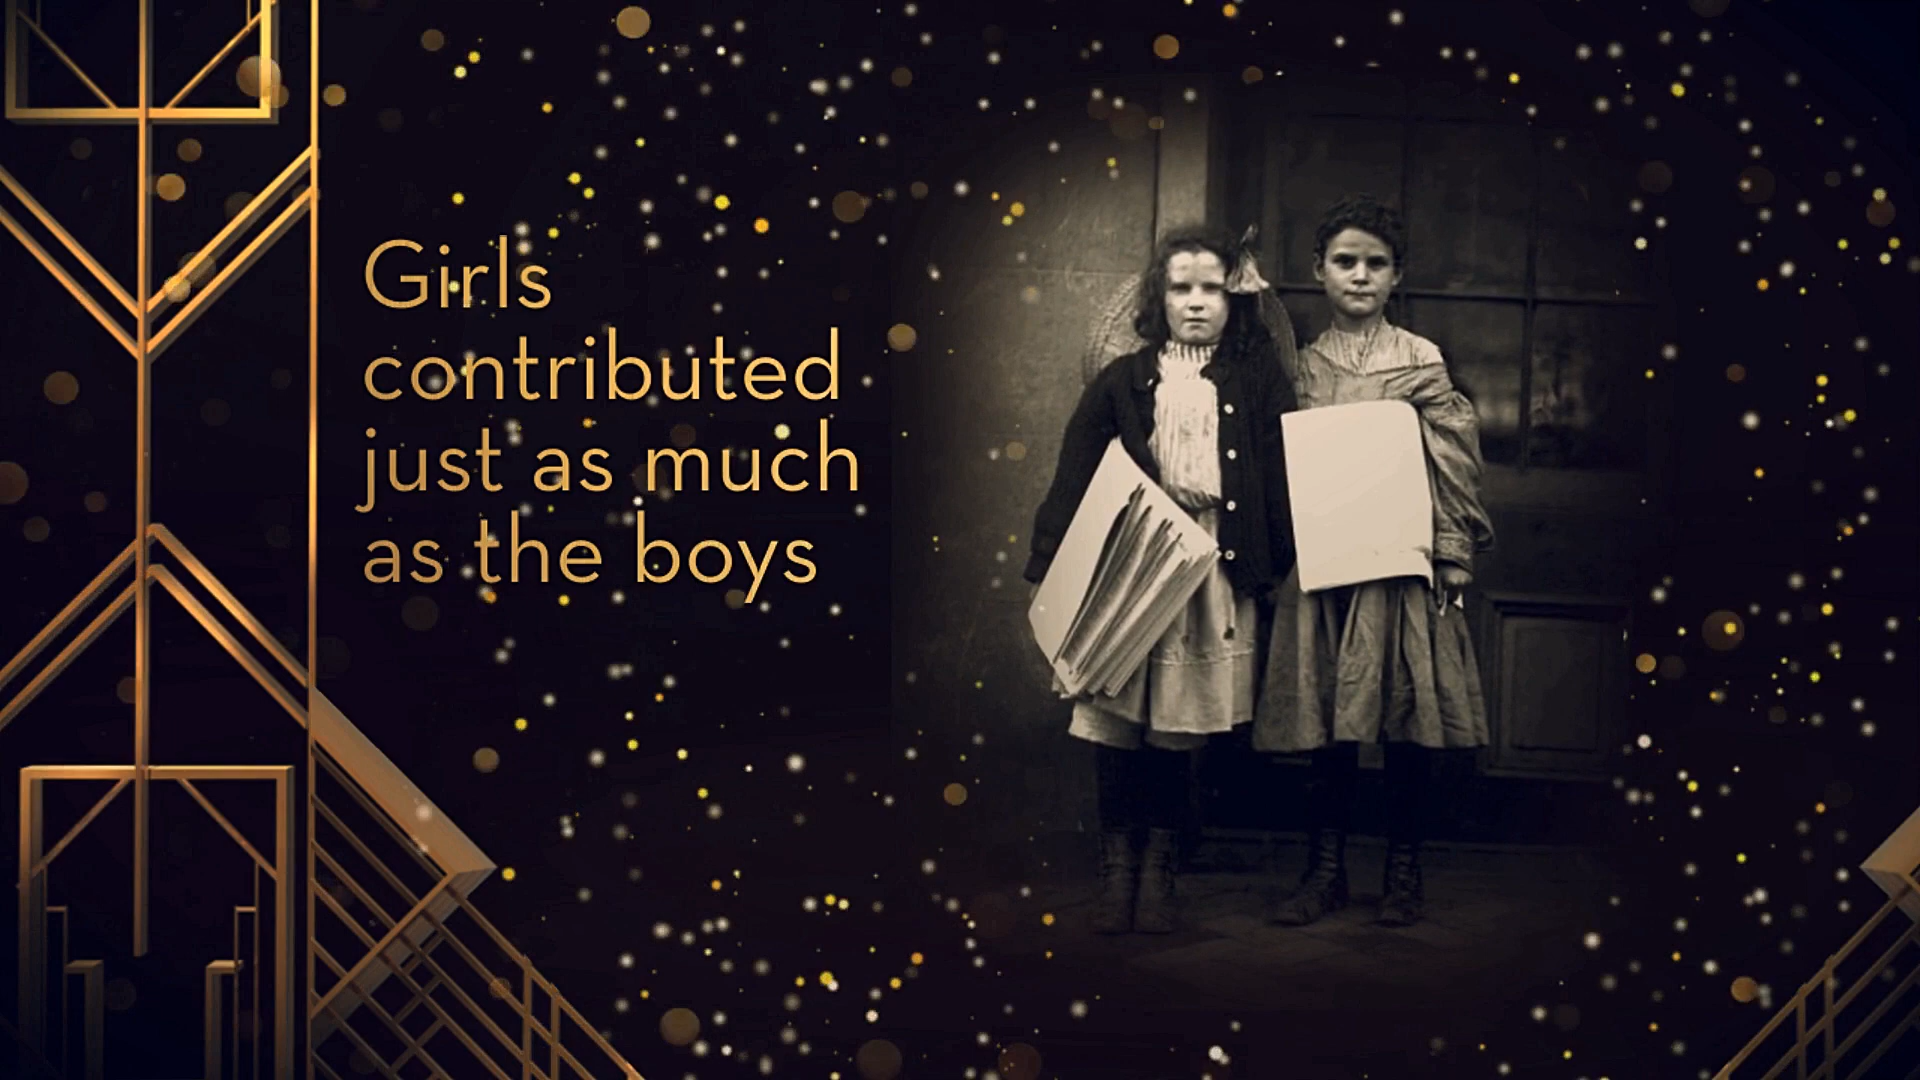 Girls
contributed
just as much
as the boys